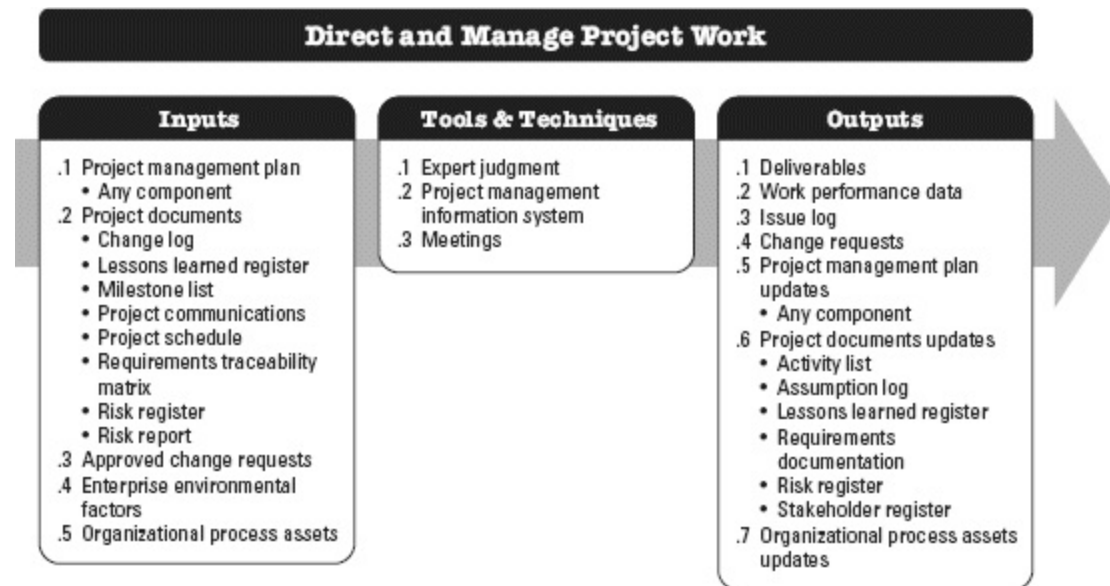 Direct and Manage Project Work
Inputs
.1 Project management plan
• Any component
.2 Project documents
• Change log
• Lessons learned register
• Milestone list
• Project communications
• Project schedule
• Requirements traceability
matrix
• Risk register
• Risk report
.3 Approved change requests
.4 Enterprise environmental
factors
.5 Organizational process assets
Tools & Techniques
.1 Expert judgment
.2 Project management
information system
.3 Meetings
Outputs
.1 Deliverables
.2 Work performance data
.3 Issue log
.4 Change requests
.5 Project management plan
updates
• Any component
.6 Project documents updates
• Activity list
• Assumption log
• Lessons learned register
• Requirements
documentation
• Risk register
• Stakeholder register
.7 Organizational process assets
updates